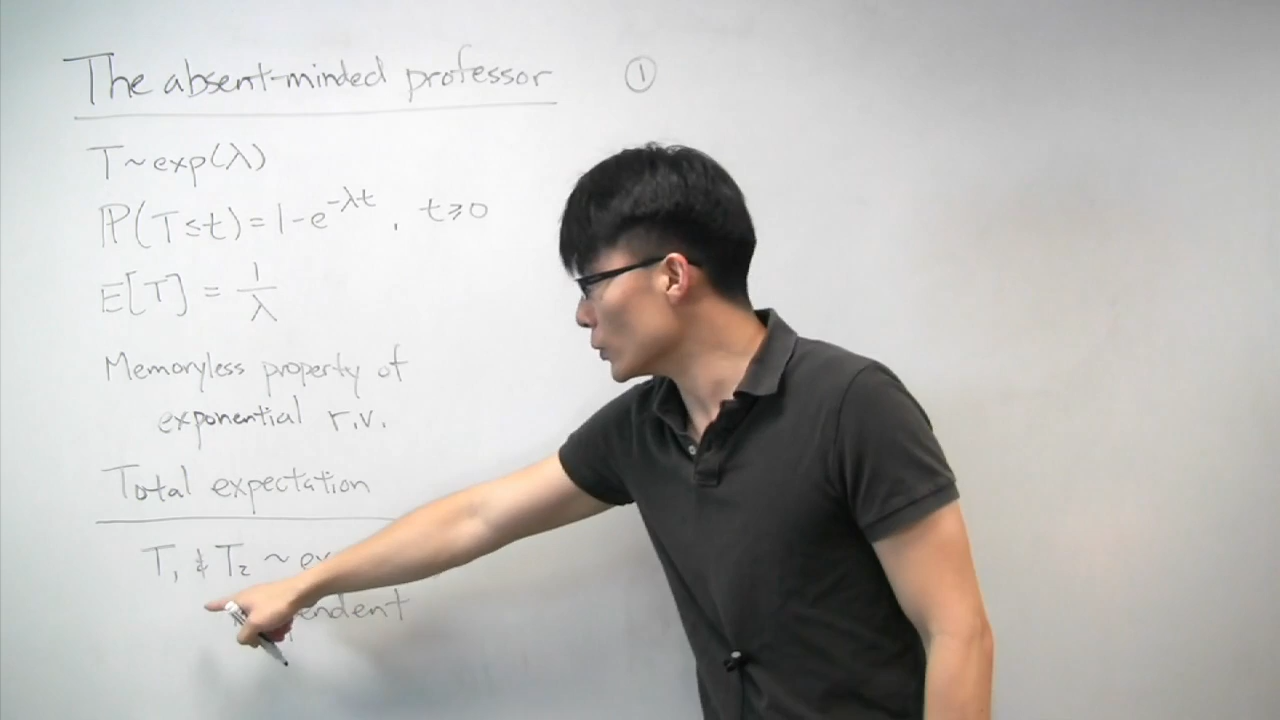 The absent-minded professor ①
T~exp(λ)
ℙ(T≤t)=1-e^{-λt}, t≥0
E[T] = 1/λ
Memoryless property of
exponential r.v.
Total expectation
T₁ & T₂ ~